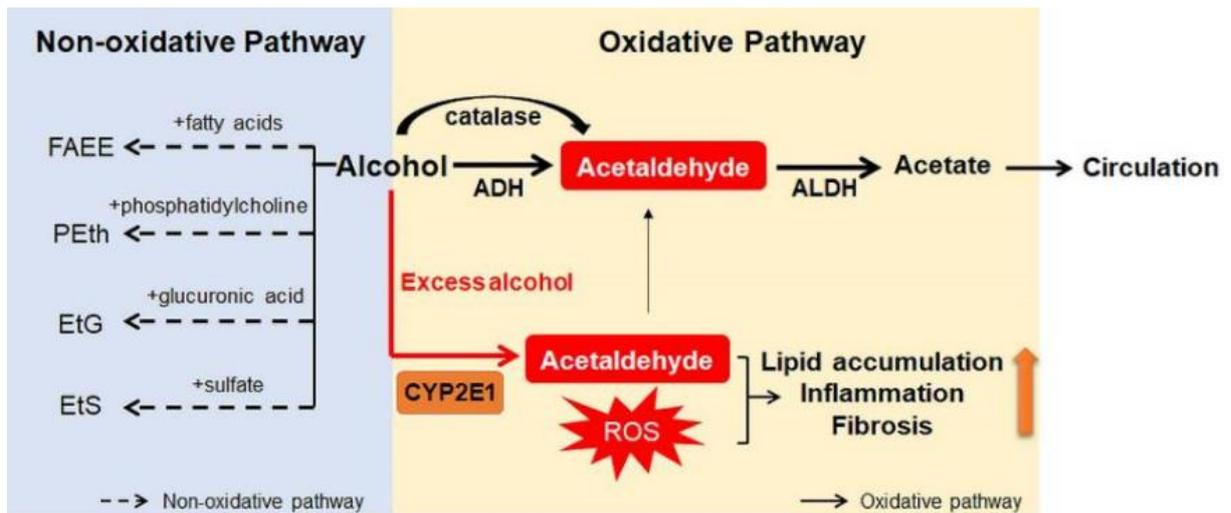 Non-oxidative Pathway
Oxidative Pathway
+fatty acids
FAEE
+phosphatidylcholine
PEth
+glucuronic acid
EtG
+sulfate
EtS
Alcohol
catalase
ADH
Acetaldehyde
ALDH
Acetate
Circulation
Excess alcohol
CYP2E1
Acetaldehyde
ROS
Lipid accumulation
Inflammation
Fibrosis
Non-oxidative pathway
Oxidative pathway